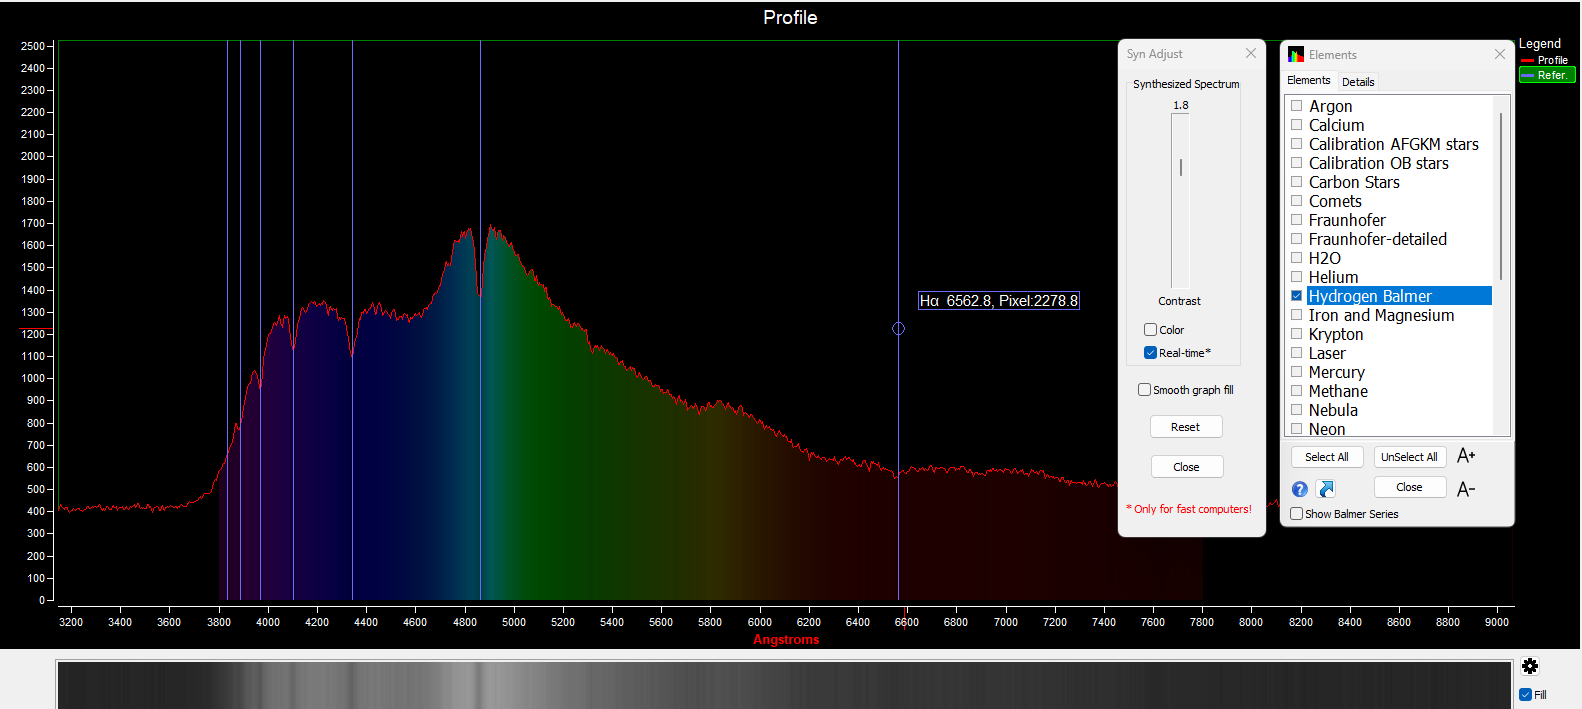 Profile
2500
2400
2300
2200
2100
2000
1900
1800
1700
1600
1500
1400
1300
1200
1100
1000
900
800
700
600
500
400
300
200
100
0
3200 3400 3600 3800 4000 4200 4400 4600 4800 5000 5200 5400 5600 5800 6000 6200 6400 6600 6800 7000 7200 7400 7600 7800 8000 8200 8400 8600 8800 9000
Angstroms
Hα 6562.8, Pixel:2278.8
Syn Adjust
Synthesized Spectrum
1.8
Contrast
Color
Real-time*
Smooth graph fill
Reset
Close
* Only for fast computers!
Elements
Elements Details
Argon
Calcium
Calibration AFGKM stars
Calibration OB stars
Carbon Stars
Comets
Fraunhofer
Fraunhofer-detailed
H2O
Helium
Hydrogen Balmer
Iron and Magnesium
Krypton
Laser
Mercury
Methane
Nebula
Neon
Select All UnSelect All A+
? Close A-
Show Balmer Series
Legend
Profile
Refer.
Fill